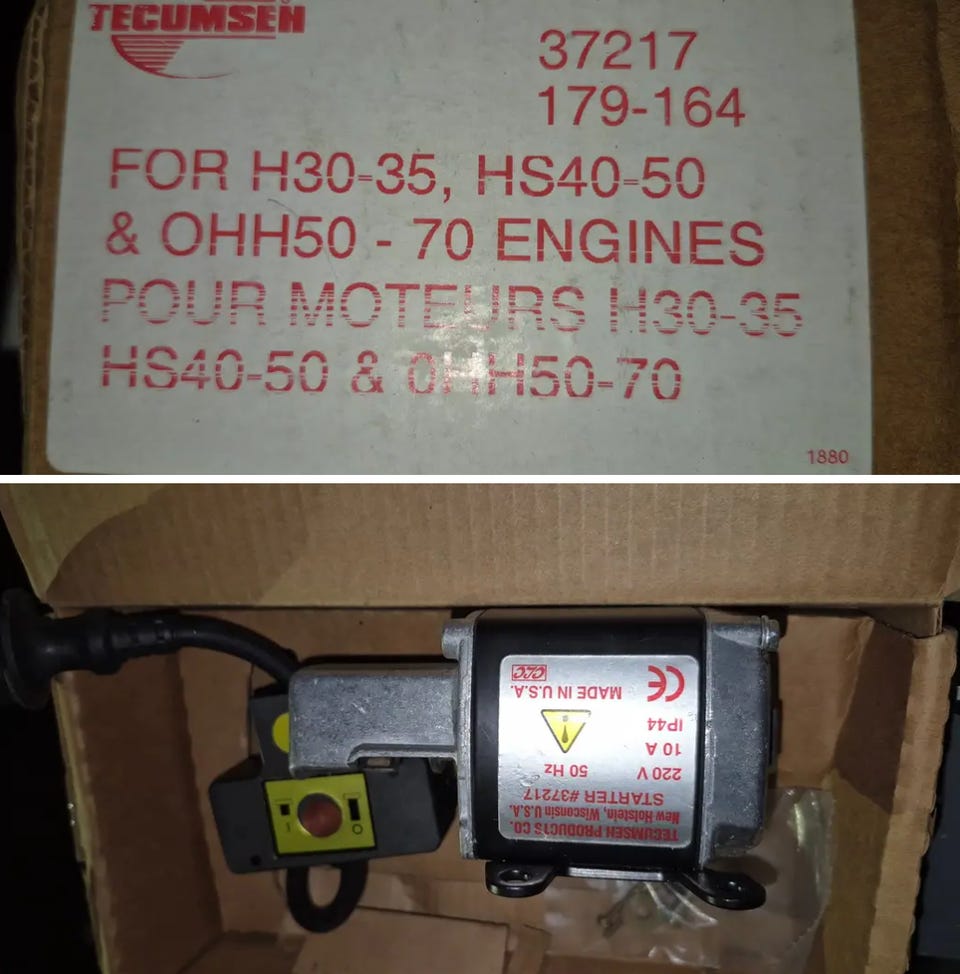 TECUMSEH
37217
179-164
FOR H30-35, HS40-50
& OHH50 - 70 ENGINES
POUR MOTEURS H30-35
HS40-50 & OHH50-70
1880
TECUMSEH PRODUCTS CO.
New Holstein, Wisconsin U.S.A.
STARTER #37217
220 V 50 Hz
10 A
IP44
CE MADE IN U.S.A.
I O